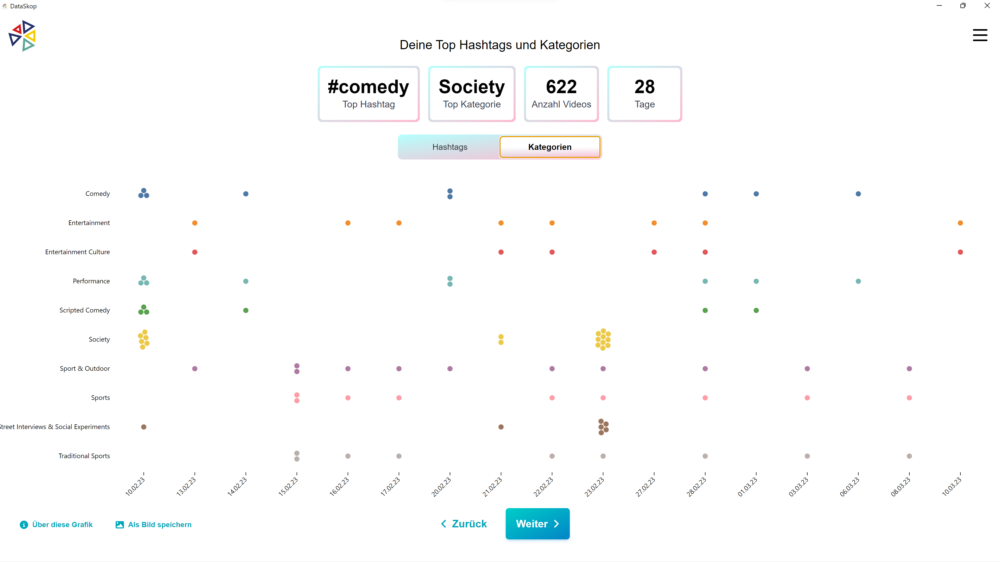 DataSkop
Deine Top Hashtags und Kategorien
#comedy
Top Hashtag
Society
Top Kategorie
622
Anzahl Videos
28
Tage
Hashtags
Kategorien
Comedy
Entertainment
Entertainment Culture
Performance
Scripted Comedy
Society
Sport & Outdoor
Sports
Street Interviews & Social Experiments
Traditional Sports
10.02.23
13.02.23
14.02.23
15.02.23
16.02.23
17.02.23
20.02.23
21.02.23
22.02.23
23.02.23
27.02.23
28.02.23
01.03.23
03.03.23
06.03.23
08.03.23
10.03.23
Über diese Grafik
Als Bild speichern
Zurück
Weiter